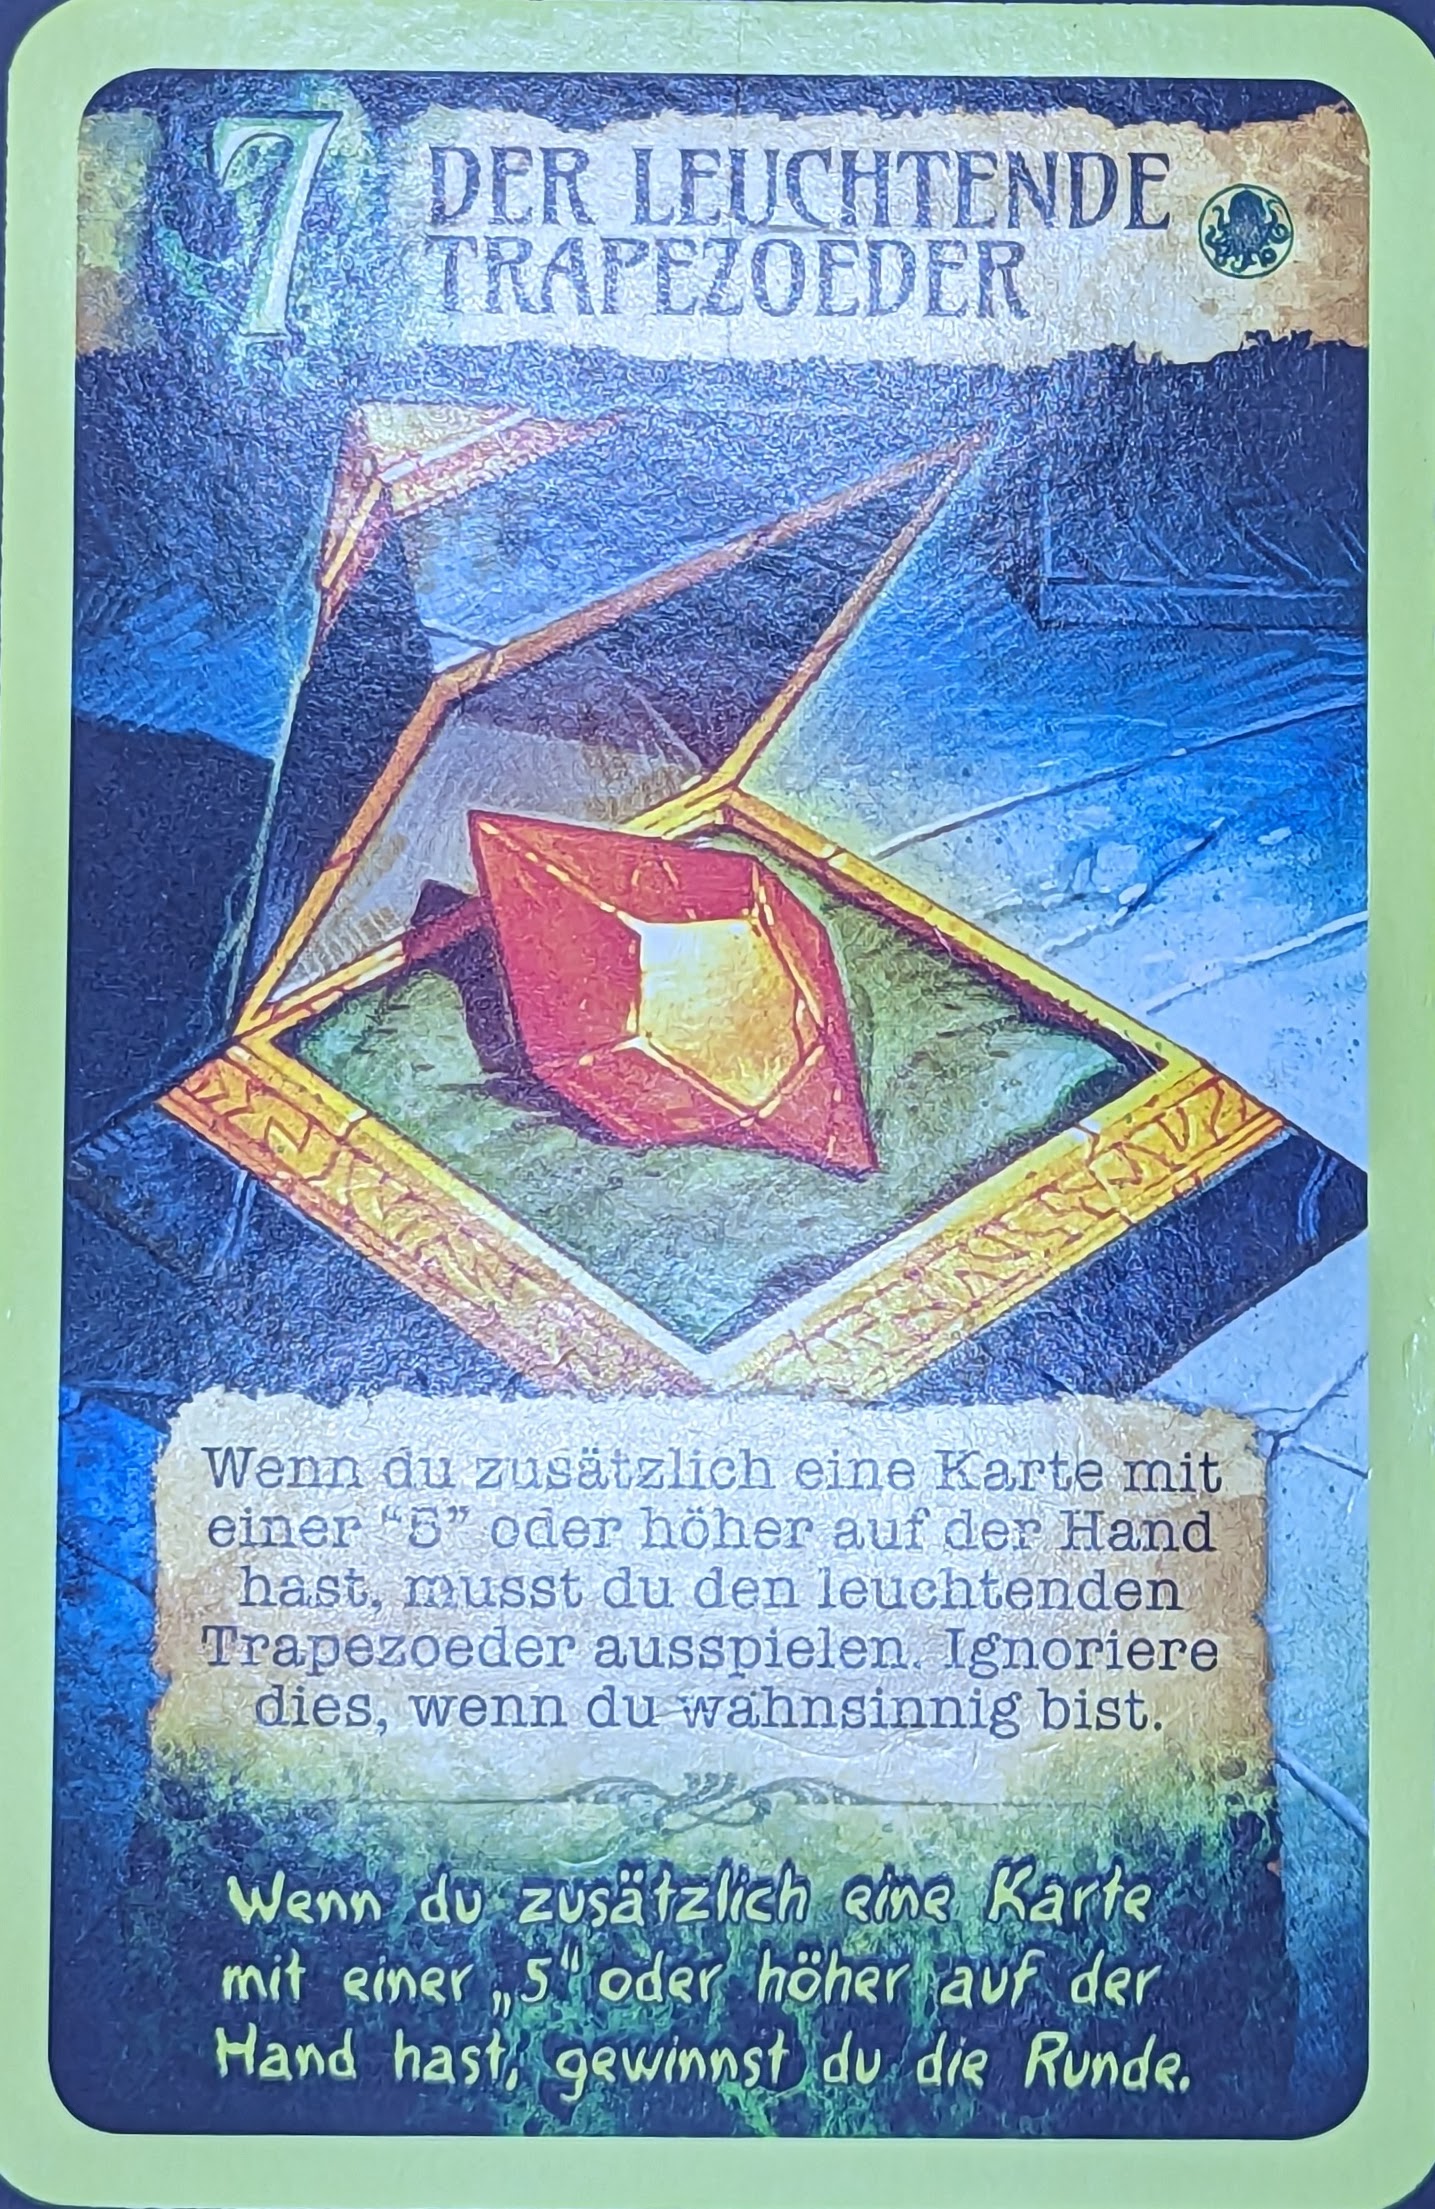 7
DER LEUCHTENDE
TRAPEZOEDER
Wenn du zusätzlich eine Karte mit
einer “5” oder höher auf der Hand
hast, musst du den leuchtenden
Trapezoeder ausspielen. Ignoriere
dies, wenn du wahnsinnig bist.
Wenn du zusätzlich eine Karte
mit einer „5“ oder höher auf der
Hand hast, gewinnst du die Runde.